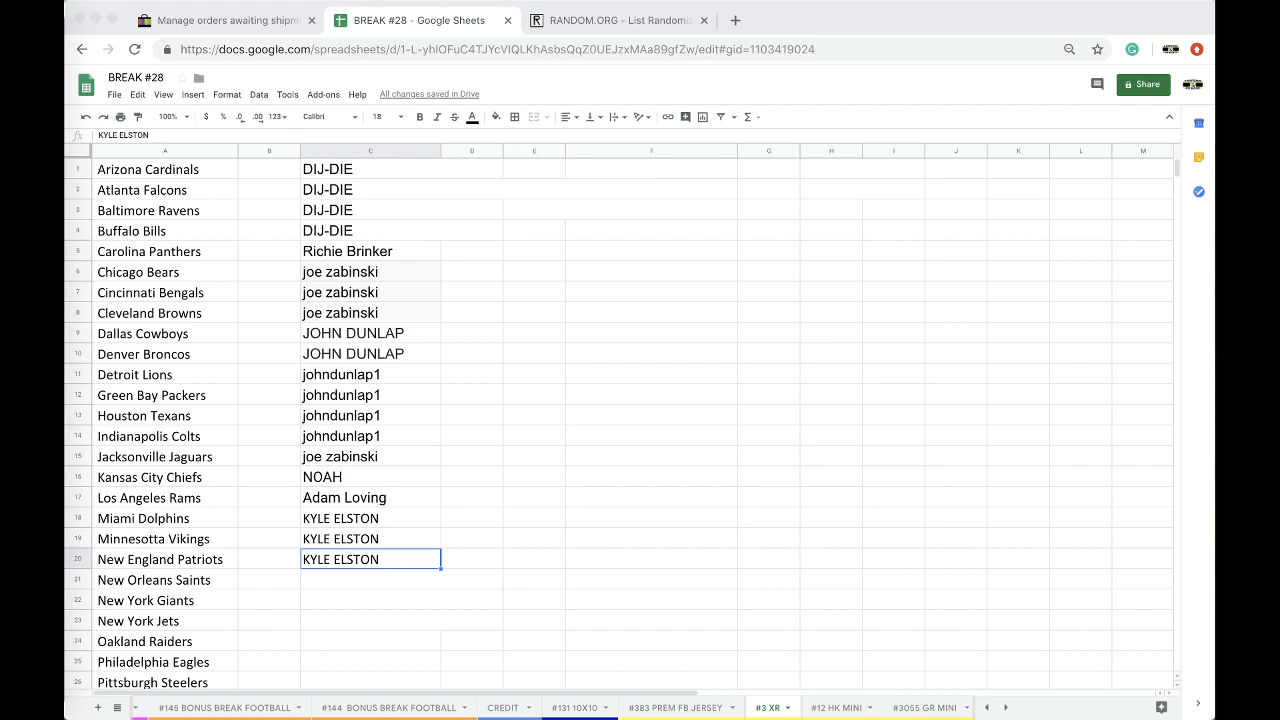 Manage orders awaiting shipm
BREAK #28 - Google Sheets
RANDOM.ORG - List Randomiz
https://docs.google.com/spreadsheets/d/1-L-yhIOFuC4TJYcVIQLKhAsbsQqZ0UEJzxMAa89gfZw/edit#gid=1103419024
BREAK #28
File Edit View Insert Format Data Tools Add-ons Help All changes saved in Drive
Share
100% $ % .0 .00 123 Calibri 18 B I S A
fx KYLE ELSTON
A B C D E F G H I J K L M
1 Arizona Cardinals DIJ-DIE
2 Atlanta Falcons DIJ-DIE
3 Baltimore Ravens DIJ-DIE
4 Buffalo Bills DIJ-DIE
5 Carolina Panthers Richie Brinker
6 Chicago Bears joe zabinski
7 Cincinnati Bengals joe zabinski
8 Cleveland Browns joe zabinski
9 Dallas Cowboys JOHN DUNLAP
10 Denver Broncos JOHN DUNLAP
11 Detroit Lions johndunlap1
12 Green Bay Packers johndunlap1
13 Houston Texans johndunlap1
14 Indianapolis Colts johndunlap1
15 Jacksonville Jaguars joe zabinski
16 Kansas City Chiefs NOAH
17 Los Angeles Rams Adam Loving
18 Miami Dolphins KYLE ELSTON
19 Minnesotta Vikings KYLE ELSTON
20 New England Patriots KYLE ELSTON
21 New Orleans Saints
22 New York Giants
23 New York Jets
24 Oakland Raiders
25 Philadelphia Eagles
26 Pittsburgh Steelers
#145 BONUS BREAK FOOTBALL #144 BONUS BREAK FOOTBALL CREDIT #131 10X10 #383 PREM FB JERSEY #3 XR #12 HK MINI #3055 GR MINI